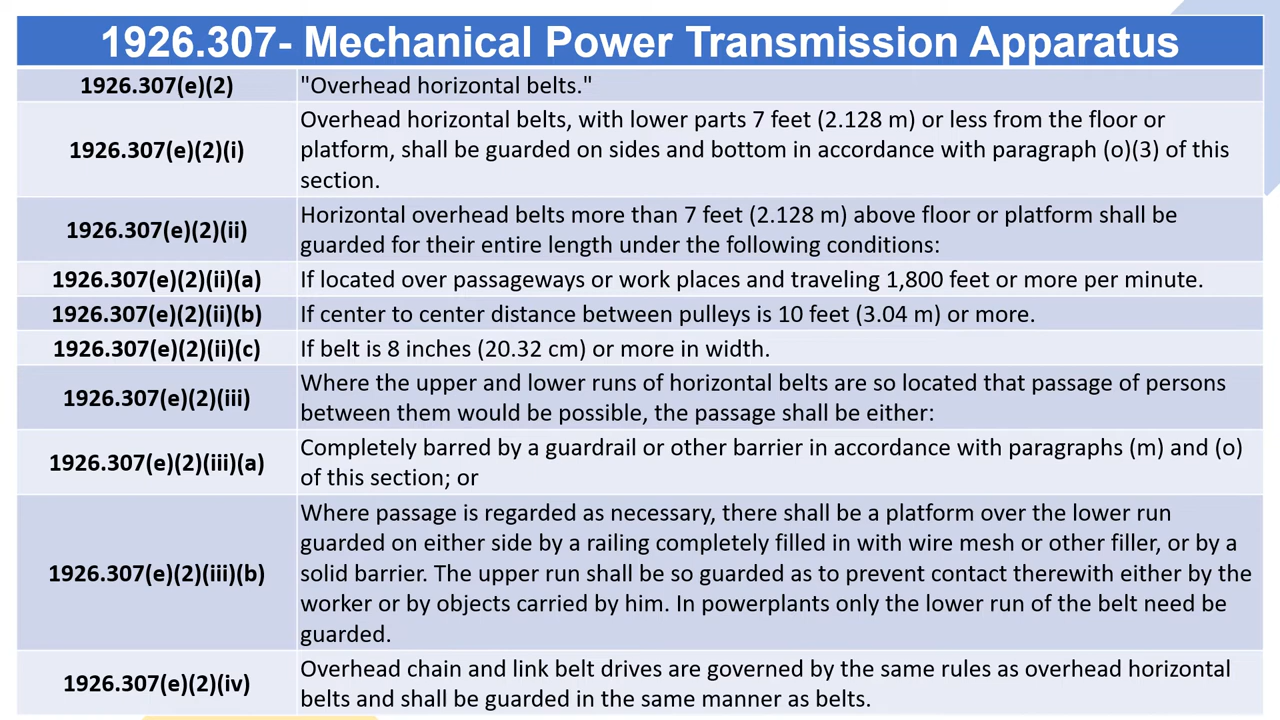 1926.307- Mechanical Power Transmission Apparatus
1926.307(e)(2)
"Overhead horizontal belts."
1926.307(e)(2)(i)
Overhead horizontal belts, with lower parts 7 feet (2.128 m) or less from the floor or
platform, shall be guarded on sides and bottom in accordance with paragraph (o)(3) of this
section.
1926.307(e)(2)(ii)
Horizontal overhead belts more than 7 feet (2.128 m) above floor or platform shall be
guarded for their entire length under the following conditions:
1926.307(e)(2)(ii)(a)
If located over passageways or work places and traveling 1,800 feet or more per minute.
1926.307(e)(2)(ii)(b)
If center to center distance between pulleys is 10 feet (3.04 m) or more.
1926.307(e)(2)(ii)(c)
If belt is 8 inches (20.32 cm) or more in width.
1926.307(e)(2)(iii)
Where the upper and lower runs of horizontal belts are so located that passage of persons
between them would be possible, the passage shall be either:
1926.307(e)(2)(iii)(a)
Completely barred by a guardrail or other barrier in accordance with paragraphs (m) and (o)
of this section; or
1926.307(e)(2)(iii)(b)
Where passage is regarded as necessary, there shall be a platform over the lower run
guarded on either side by a railing completely filled in with wire mesh or other filler, or by a
solid barrier. The upper run shall be so guarded as to prevent contact therewith either by the
worker or by objects carried by him. In powerplants only the lower run of the belt need be
guarded.
1926.307(e)(2)(iv)
Overhead chain and link belt drives are governed by the same rules as overhead horizontal
belts and shall be guarded in the same manner as belts.